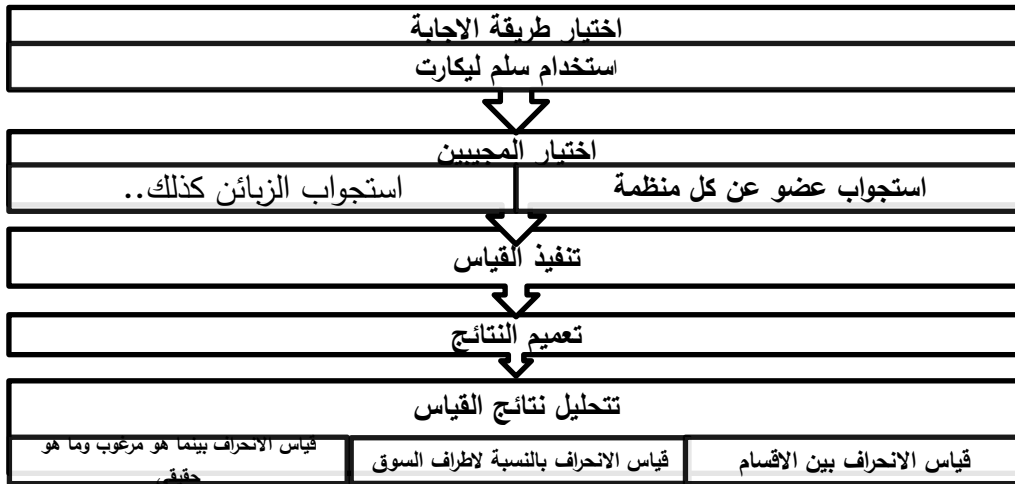 اختيار طريقة الاجابة
استخدام سلم ليكارت
اختيار المجيبين
استجواب عضو عن كل منظمة
استجواب الزبائن كذلك..
تنفيذ القياس
تعميم النتائج
تتحليل نتائج القياس
قياس الانحراف بين الاقسام
قياس الانحراف بالنسبة لاطراف السوق
قياس الانحراف بينما هو مرغوب وما هو
حقيقي